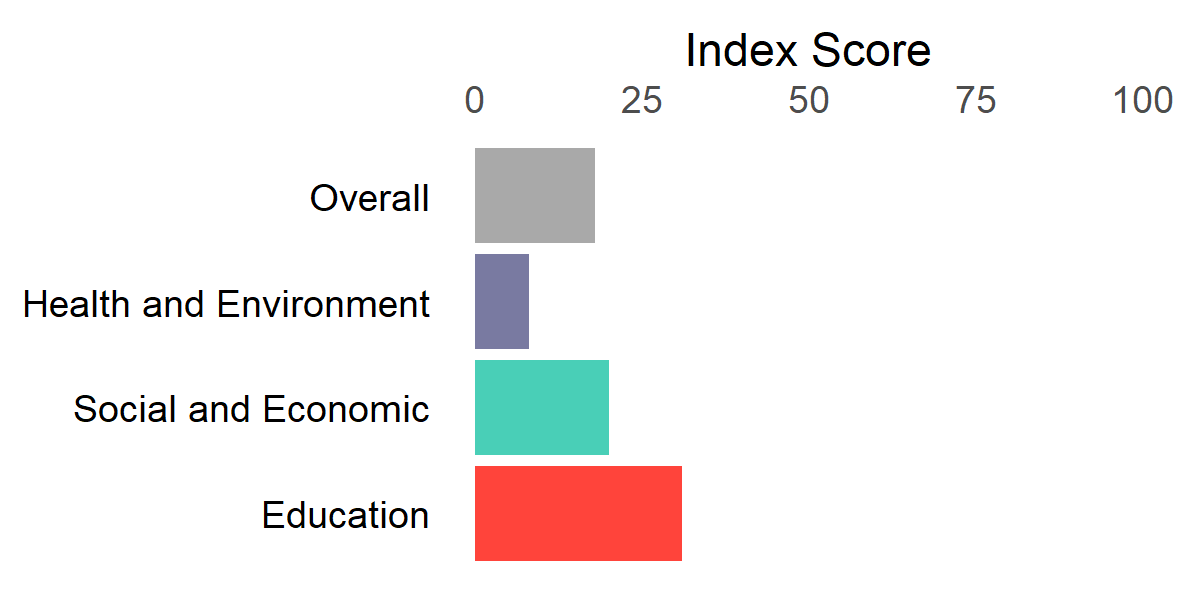 Index Score
0 25 50 75 100
Overall
Health and Environment
Social and Economic
Education